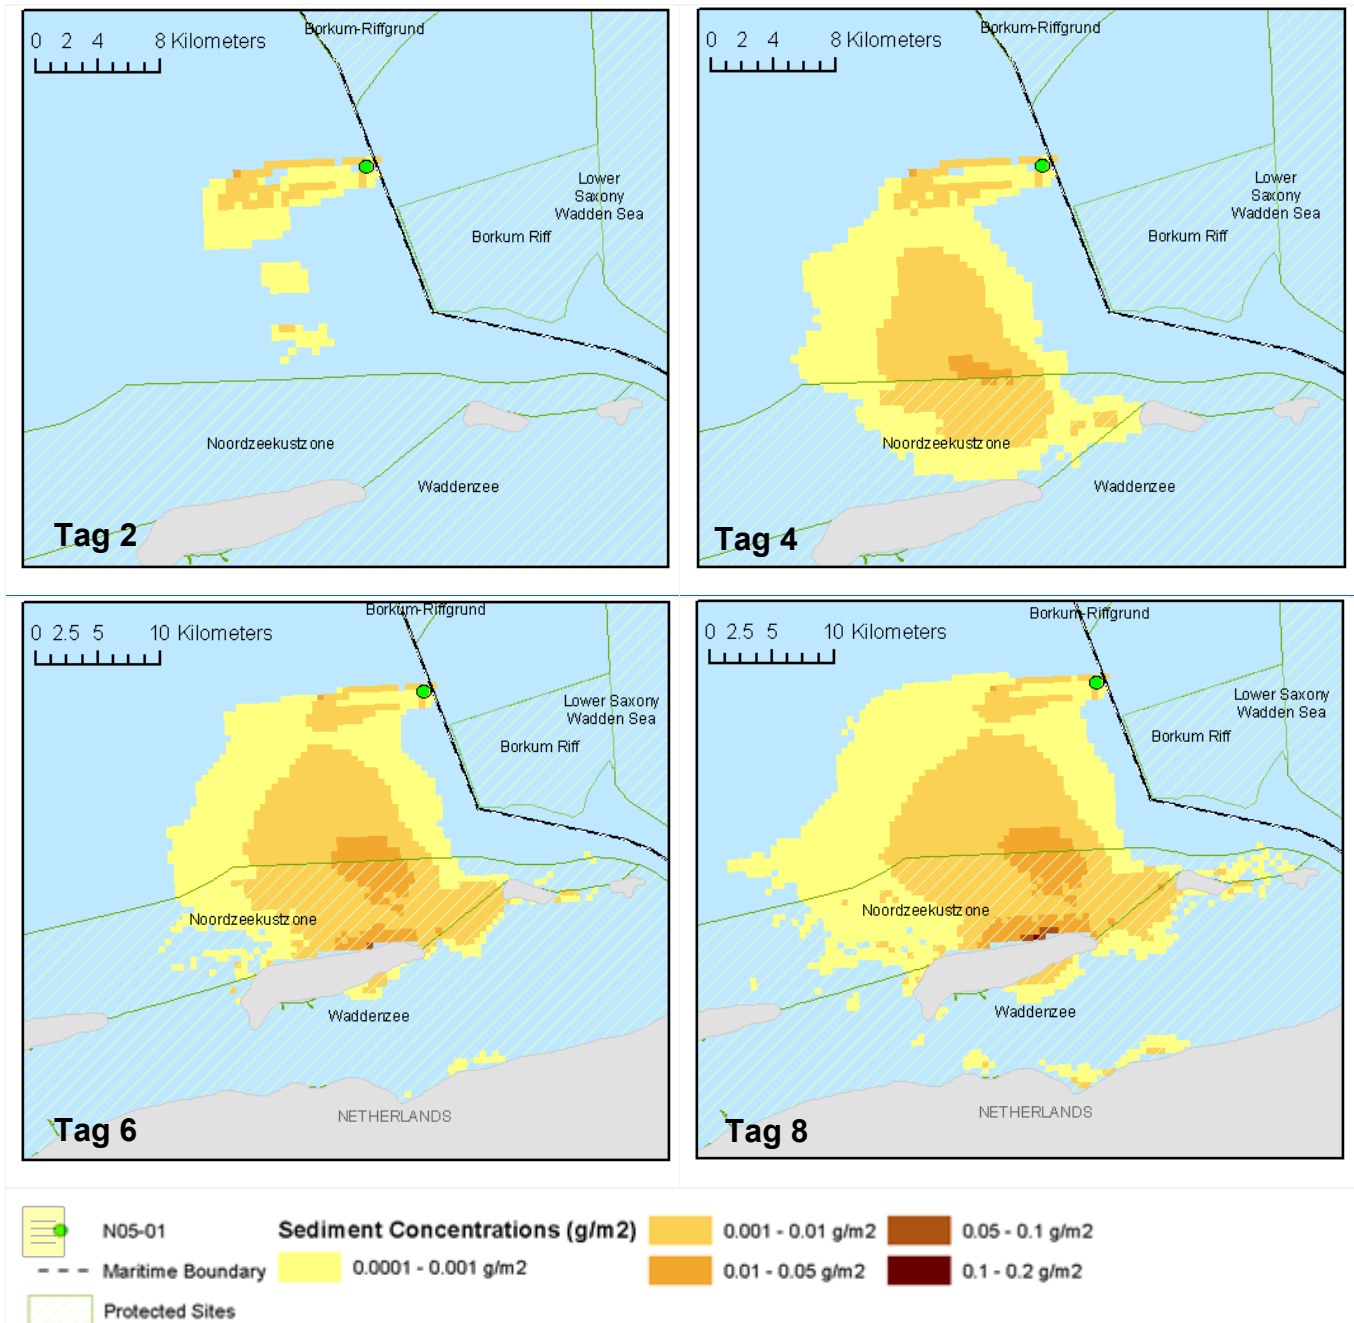 Borkum-Riffgrund
0 2 4 8 Kilometers
Lower
Saxony
Wadden Sea
Borkum Riff
Noordzeekustzone
Waddenzee
Tag 2
Borkum-Riffgrund
0 2 4 8 Kilometers
Lower
Saxony
Wadden Sea
Borkum Riff
Noordzeekustzone
Waddenzee
Tag 4
Borkum-Riffgrund
0 2.5 5 10 Kilometers
Lower Saxony
Wadden Sea
Borkum Riff
Noordzeekustzone
Waddenzee
NETHERLANDS
Tag 6
Borkum-Riffgrund
0 2.5 5 10 Kilometers
Lower Saxony
Wadden Sea
Borkum Riff
Noordzeekustzone
Waddenzee
NETHERLANDS
Tag 8
N05-01
Maritime Boundary
Protected Sites
Sediment Concentrations (g/m2)
0.0001 - 0.001 g/m2
0.001 - 0.01 g/m2
0.01 - 0.05 g/m2
0.05 - 0.1 g/m2
0.1 - 0.2 g/m2